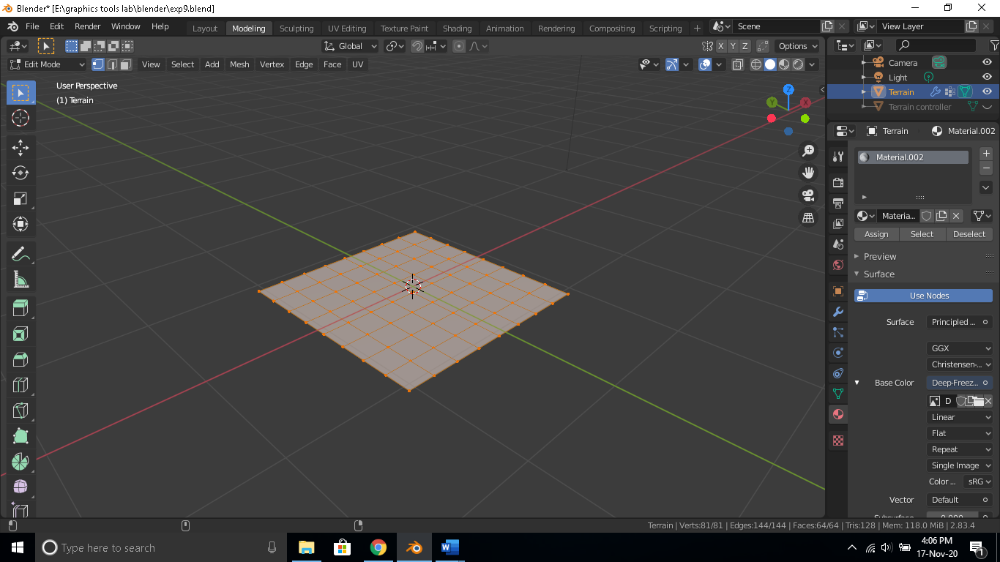 Blender* [E:\graphics tools lab\blender\exp9.blend]
File Edit Render Window Help
Layout Modeling Sculpting UV Editing Texture Paint Shading Animation Rendering Compositing Scripting +
Scene
View Layer
Global
X Y Z
Options
Edit Mode
View Select Add Mesh Vertex Edge Face UV
User Perspective
(1) Terrain
Z
Y
X
Camera
Light
Terrain
Terrain controller
Terrain
Material.002
Material.002
Materia...
Assign Select Deselect
Preview
Surface
Use Nodes
Surface Principled ...
GGX
Christensen-...
Base Color Deep-Freez...
D
Linear
Flat
Repeat
Single Image
Color ... sRG
Vector Default
Subsurface 0.000
Terrain | Verts:81/81 | Edges:144/144 | Faces:64/64 | Tris:128 | Mem: 118.0 MiB | 2.83.4
Type here to search
W
4:06 PM
17-Nov-20
1